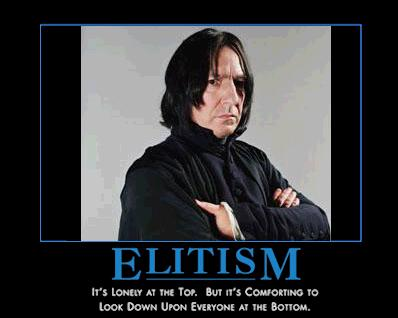 ELITISM
IT'S LONELY AT THE TOP. BUT IT'S COMFORTING TO
LOOK DOWN UPON EVERYONE AT THE BOTTOM.